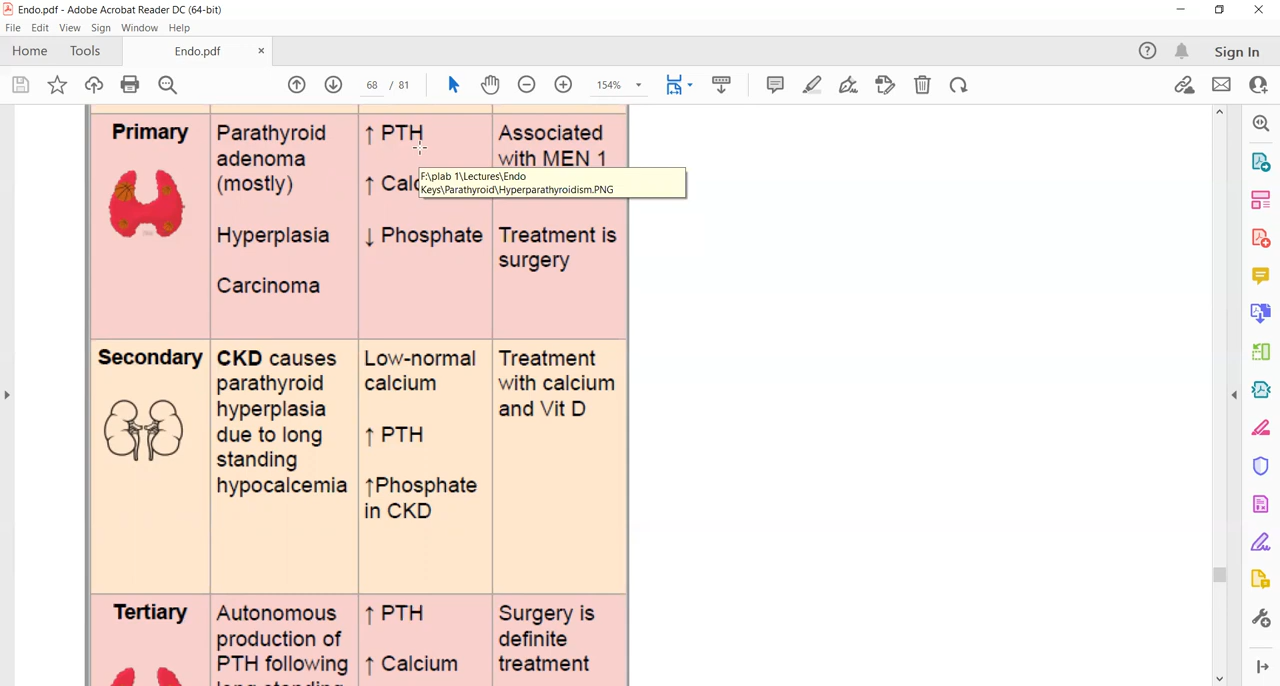 Endo.pdf - Adobe Acrobat Reader DC (64-bit)
File Edit View Sign Window Help
Home Tools Endo.pdf × Sign In
68 / 81 154%
Primary
Parathyroid
adenoma
(mostly)
Hyperplasia
Carcinoma
↑ PTH
↑ Calc
↓ Phosphate
Associated
with MEN 1
Treatment is
surgery
F:\plab 1\Lectures\Endo
Keys\Parathyroid\Hyperparathyroidism.PNG
Secondary
CKD causes
parathyroid
hyperplasia
due to long
standing
hypocalcemia
Low-normal
calcium
↑ PTH
↑Phosphate
in CKD
Treatment
with calcium
and Vit D
Tertiary
Autonomous
production of
PTH following
long standing
↑ PTH
↑ Calcium
Surgery is
definite
treatment